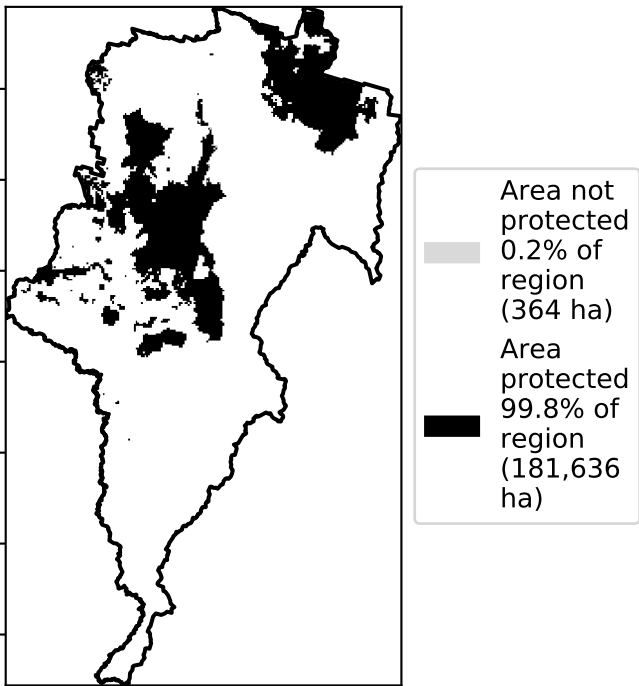 Area not
protected
0.2% of
region
(364 ha)
Area
protected
99.8% of
region
(181,636
ha)